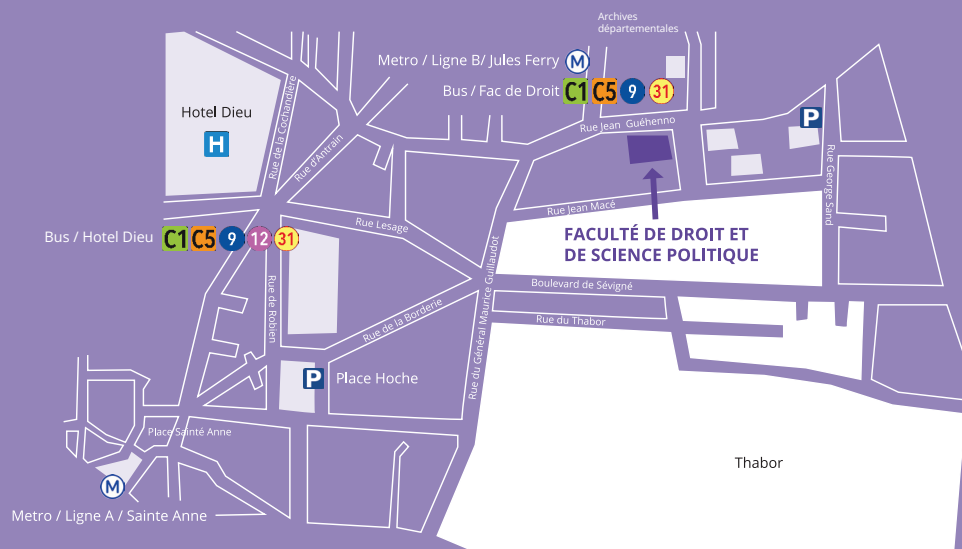 Archives
départementales
Metro / Ligne B/ Jules Ferry M
Bus / Fac de Droit C1 C5 9 31
Hotel Dieu
H
P
Rue de la Cochardière
Rue d'Antrain
Rue Jean Guéhenno
Rue George Sand
Rue Jean Macé
Rue Lesage
Bus / Hotel Dieu C1 C5 9 12 31
FACULTÉ DE DROIT ET
DE SCIENCE POLITIQUE
Rue du Général Maurice Guillaudot
Boulevard de Sévigné
Rue de Robien
Rue de la Borderie
Rue du Thabor
P Place Hoche
Place Sainté Anne
Thabor
M
Metro / Ligne A / Sainte Anne